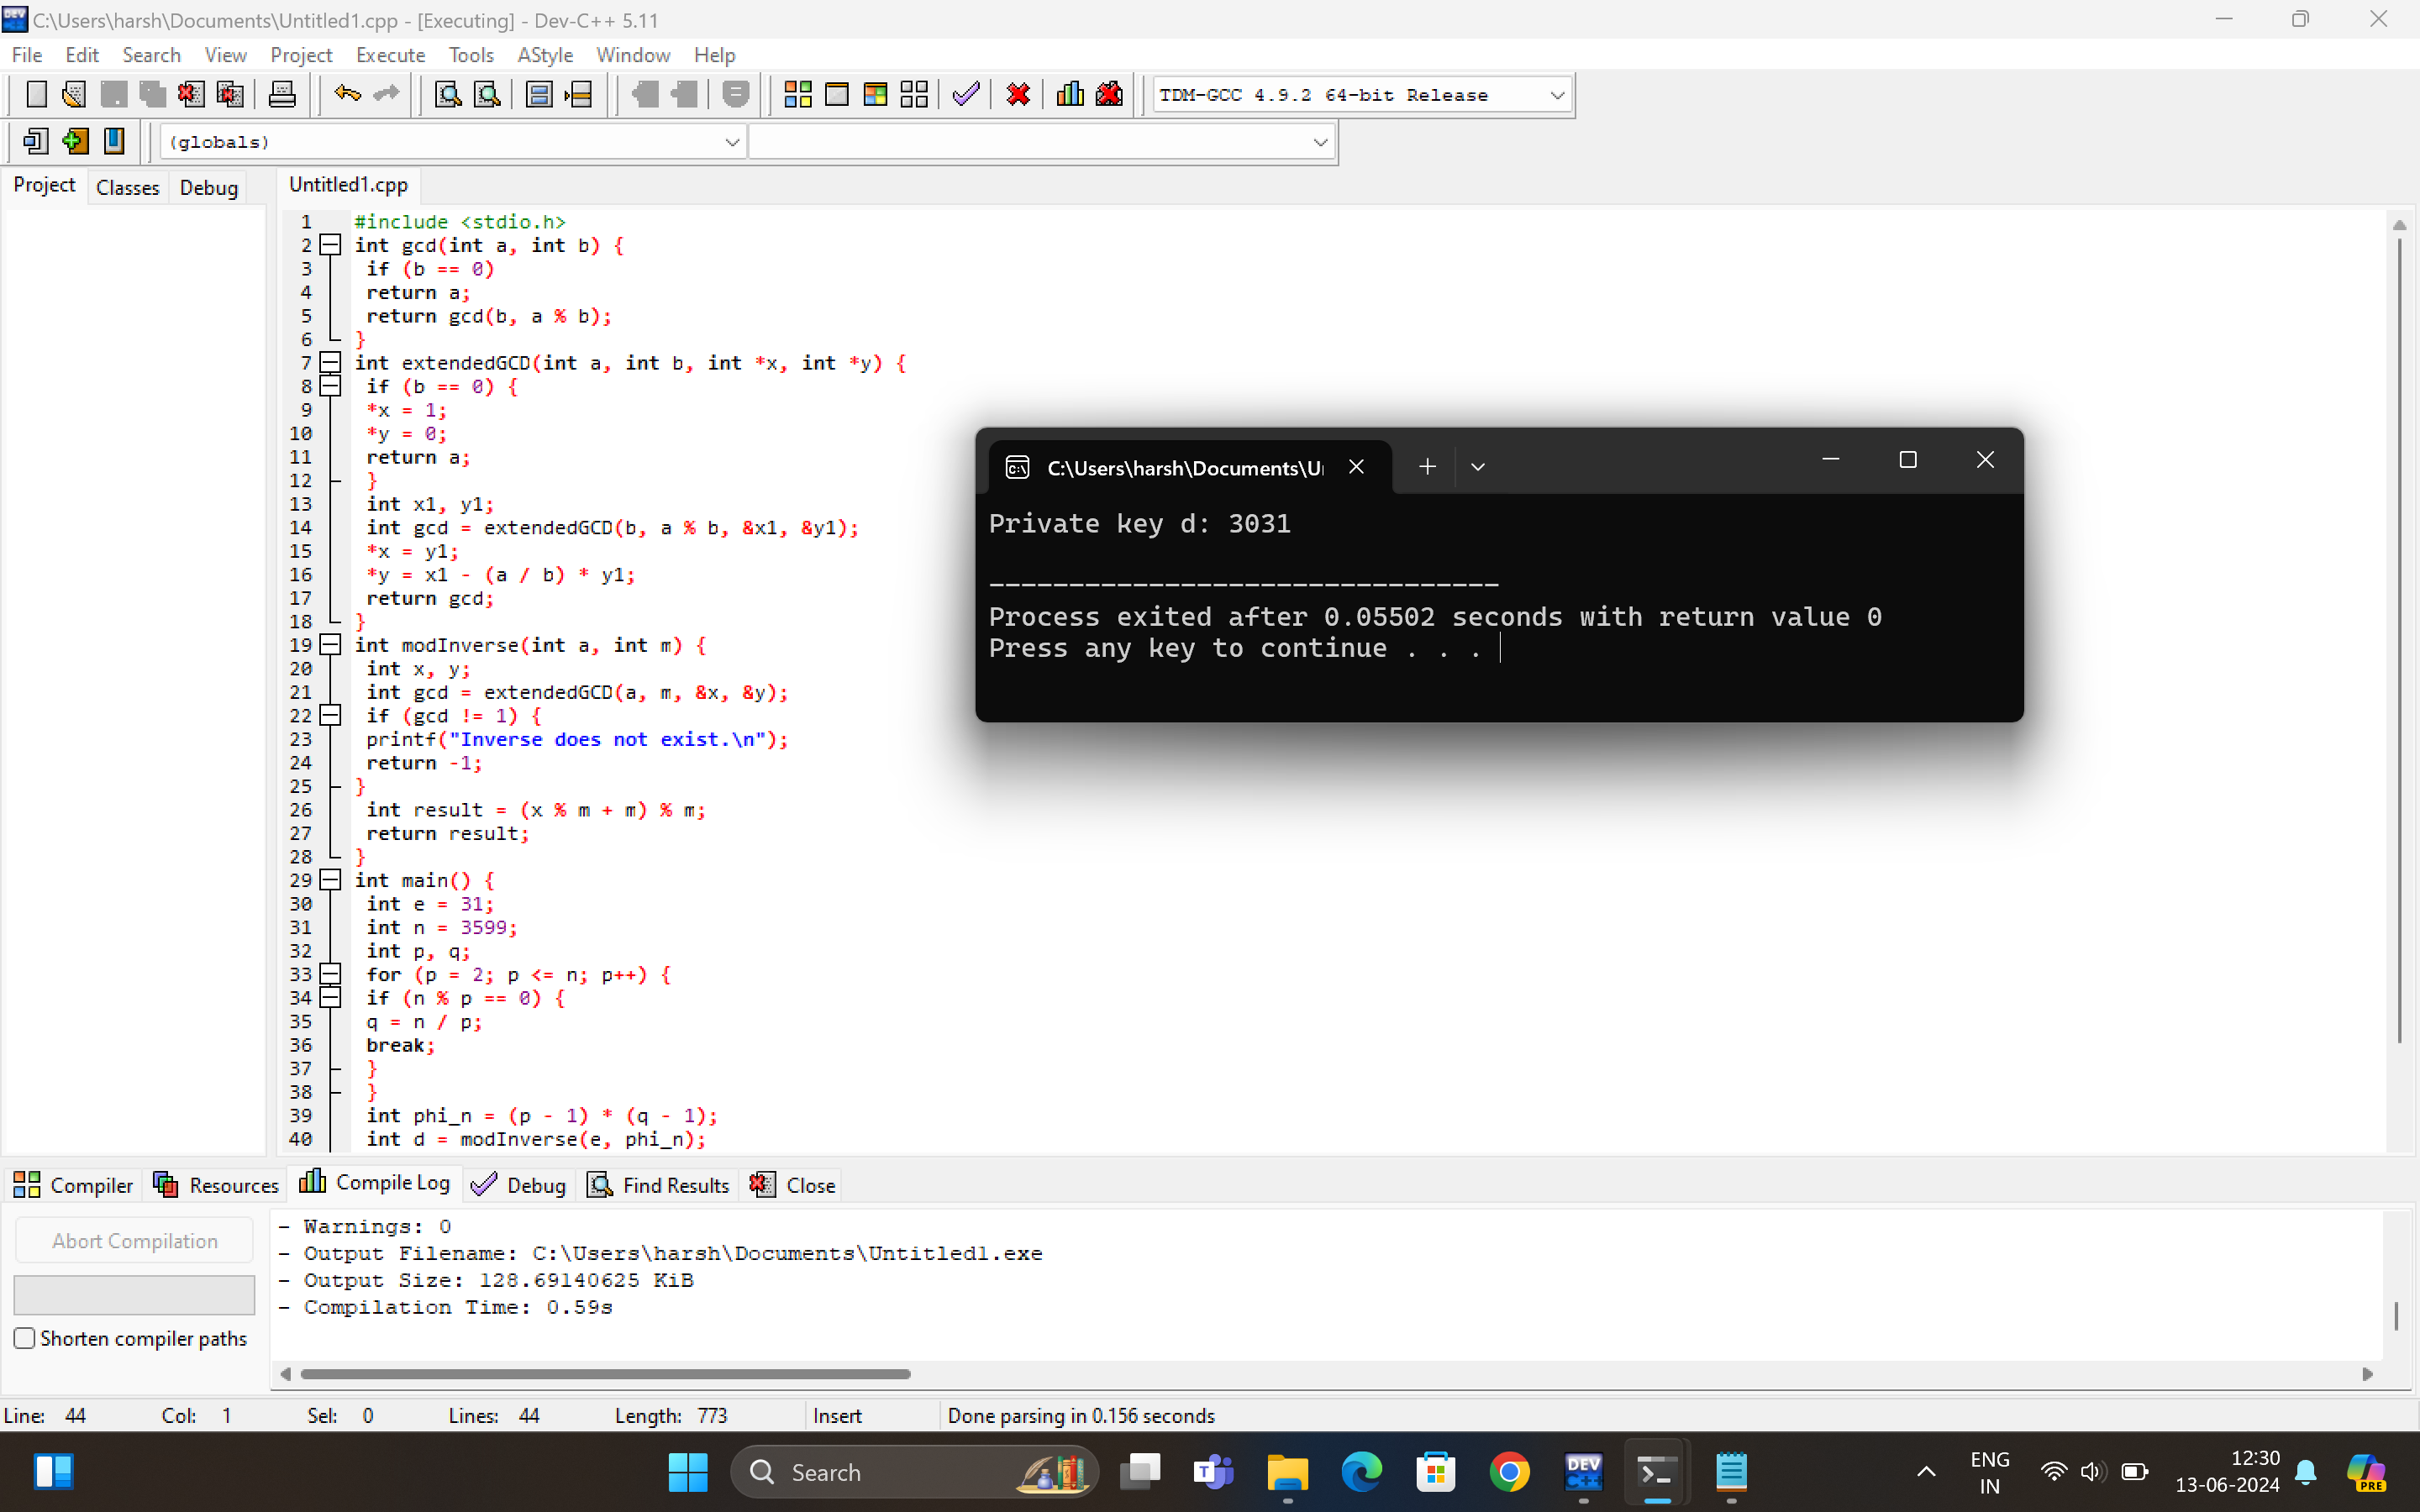 C:\Users\harsh\Documents\Untitled1.cpp - [Executing] - Dev-C++ 5.11
File Edit Search View Project Execute Tools AStyle Window Help
TDM-GCC 4.9.2 64-bit Release
(globals)
Project Classes Debug
Untitled1.cpp
1 #include <stdio.h>
2 int gcd(int a, int b) {
3 if (b == 0)
4 return a;
5 return gcd(b, a % b);
6 }
7 int extendedGCD(int a, int b, int *x, int *y) {
8 if (b == 0) {
9 *x = 1;
10 *y = 0;
11 return a;
12 }
13 int x1, y1;
14 int gcd = extendedGCD(b, a % b, &x1, &y1);
15 *x = y1;
16 *y = x1 - (a / b) * y1;
17 return gcd;
18 }
19 int modInverse(int a, int m) {
20 int x, y;
21 int gcd = extendedGCD(a, m, &x, &y);
22 if (gcd != 1) {
23 printf("Inverse does not exist.\n");
24 return -1;
25 }
26 int result = (x % m + m) % m;
27 return result;
28 }
29 int main() {
30 int e = 31;
31 int n = 3599;
32 int p, q;
33 for (p = 2; p <= n; p++) {
34 if (n % p == 0) {
35 q = n / p;
36 break;
37 }
38 }
39 int phi_n = (p - 1) * (q - 1);
40 int d = modInverse(e, phi_n);
C:\Users\harsh\Documents\U
Private key d: 3031
--------------------------------
Process exited after 0.05502 seconds with return value 0
Press any key to continue . . .
Compiler Resources Compile Log Debug Find Results Close
Abort Compilation
Shorten compiler paths
- Warnings: 0
- Output Filename: C:\Users\harsh\Documents\Untitled1.exe
- Output Size: 128.69140625 KiB
- Compilation Time: 0.59s
Line: 44 Col: 1 Sel: 0 Lines: 44 Length: 773 Insert Done parsing in 0.156 seconds
Search
DEV C++
ENG
IN
12:30
13-06-2024
PRE